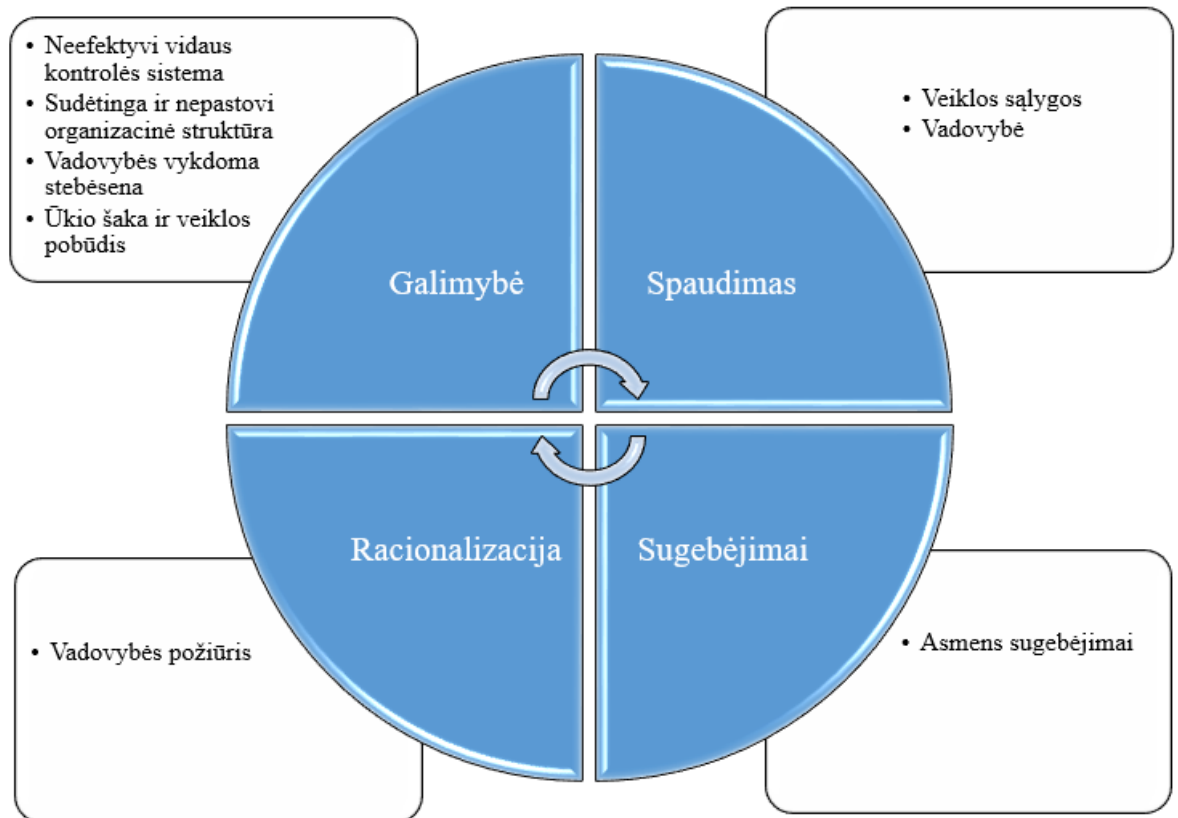 • Neefektyvi vidaus
kontrolės sistema
• Sudėtinga ir nepastovi
organizacinė struktūra
• Vadovybės vykdoma
stebėsena
• Ūkio šaka ir veiklos
pobūdis
• Veiklos sąlygos
• Vadovybė
Galimybė
Spaudimas
Racionalizacija
Sugebėjimai
• Vadovybės požiūris
• Asmens sugebėjimai